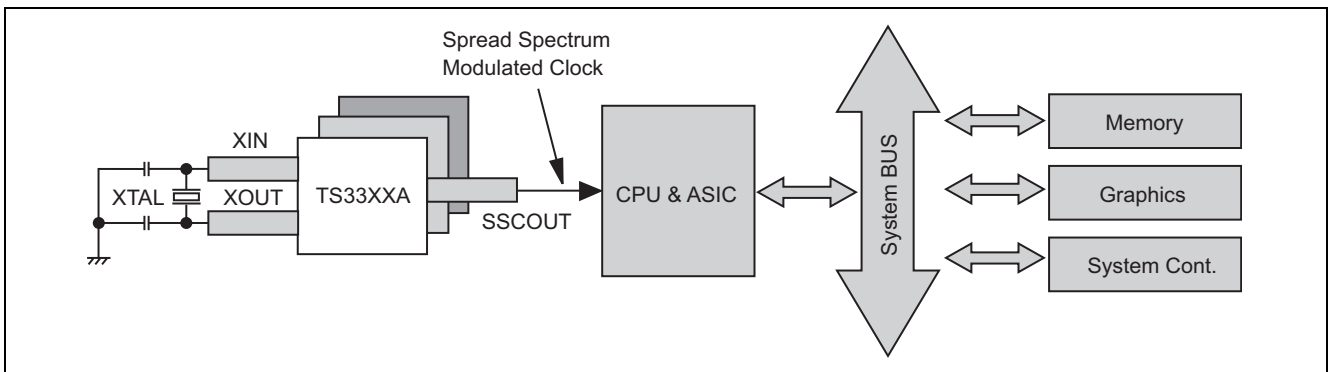 Spread Spectrum
Modulated Clock
XIN
XTAL
XOUT
TS33XXA
SSCOUT
CPU & ASIC
System BUS
Memory
Graphics
System Cont.